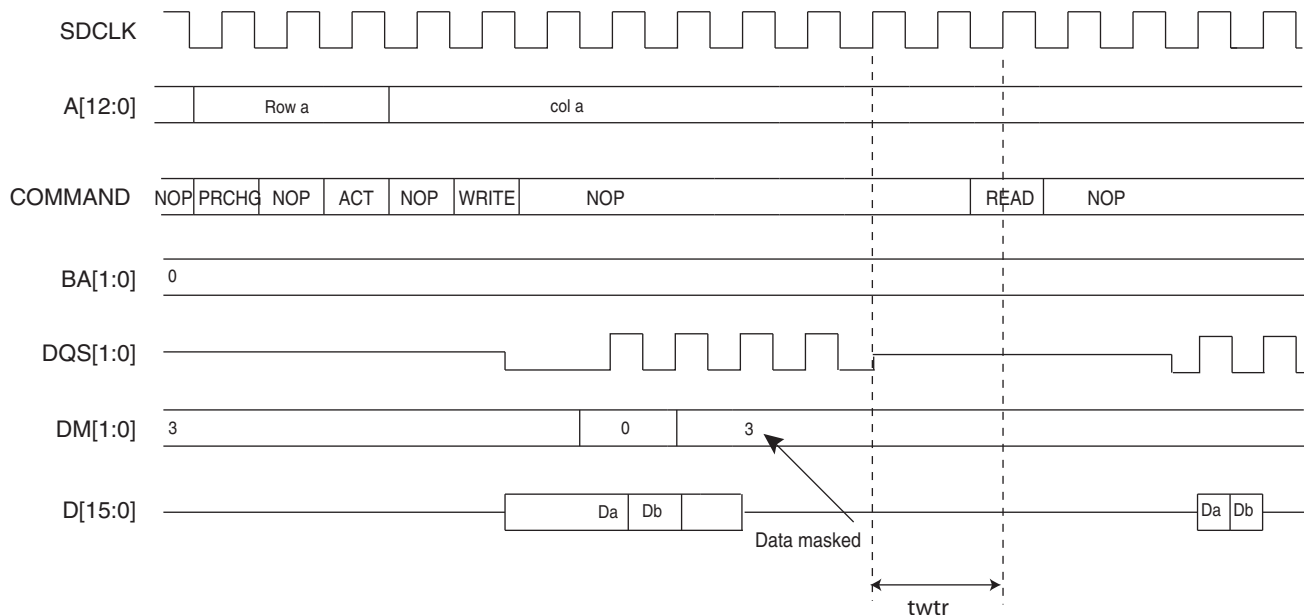 SDCLK
A[12:0] Row a col a
COMMAND NOP PRCHG NOP ACT NOP WRITE NOP READ NOP
BA[1:0] 0
DQS[1:0]
DM[1:0] 3 0 3
D[15:0] Da Db Da Db
Data masked
twtr